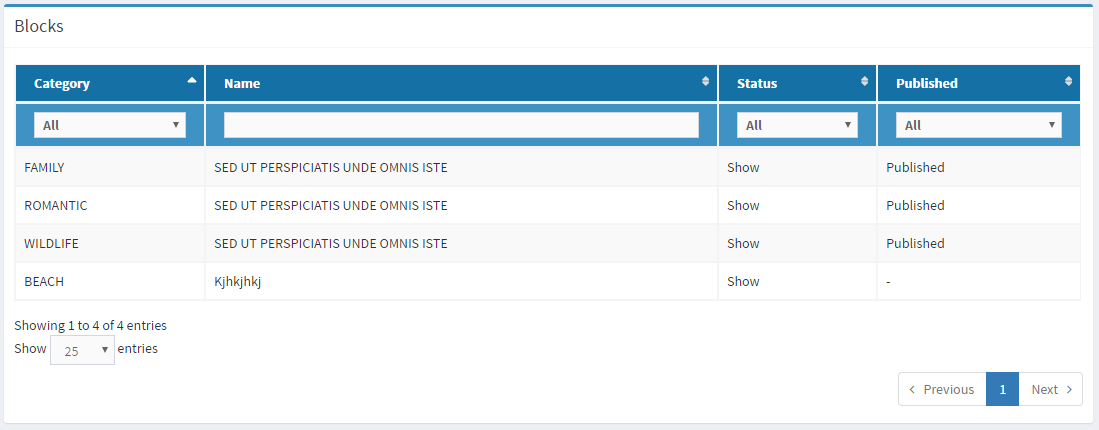 Blocks
Category Name Status Published
All All All
FAMILY SED UT PERSPICIATIS UNDE OMNIS ISTE Show Published
ROMANTIC SED UT PERSPICIATIS UNDE OMNIS ISTE Show Published
WILDLIFE SED UT PERSPICIATIS UNDE OMNIS ISTE Show Published
BEACH Kjhkjhkj Show -
Showing 1 to 4 of 4 entries
Show 25 entries
Previous 1 Next